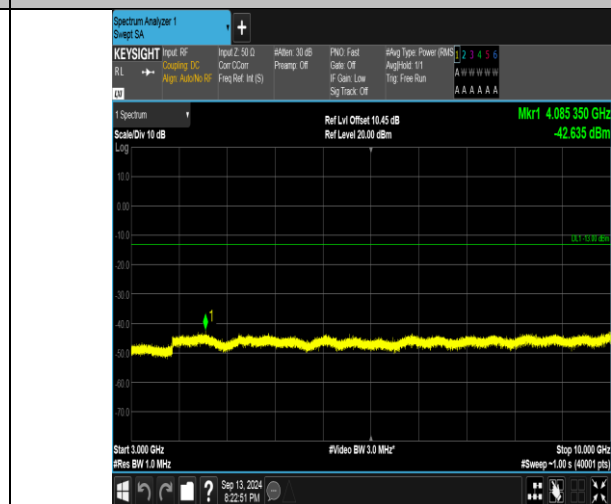 Spectrum Analyzer 1
Swept SA
+
KEYSIGHT
RL
LXI
Input: RF
Coupling: DC
Align: Auto/No RF
Input Z: 50 Ω
Corr CCorr
Freq Ref: Int (S)
#Atten: 30 dB
Preamp: Off
PNO: Fast
Gate: Off
IF Gain: Low
Sig Track: Off
#Avg Type: Power (RMS
Avg|Hold: 1/1
Trig: Free Run
1 2 3 4 5 6
A W W W W W
A A A A A A
1 Spectrum
Scale/Div 10 dB
Ref Lvl Offset 10.45 dB
Ref Level 20.00 dBm
Mkr1 4.085 350 GHz
-42.635 dBm
Log
10.0
0.00
-10.0
DL1 -13.00 dBm
-20.0
-30.0
-40.0
1
-50.0
-60.0
-70.0
Start 3.000 GHz
#Res BW 1.0 MHz
#Video BW 3.0 MHz*
Stop 10.000 GHz
#Sweep ~1.00 s (40001 pts)
?
Sep 13, 2024
8:22:51 PM